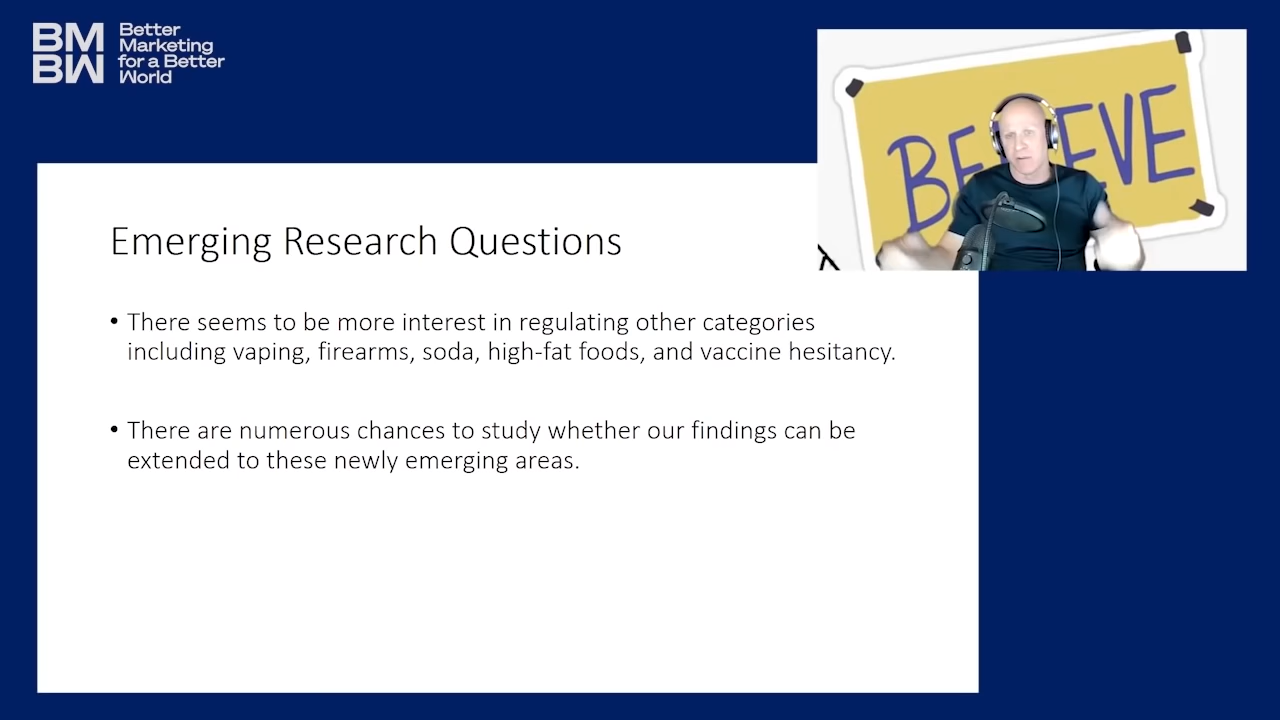 BM
BW
Better
Marketing
for a Better
World
Emerging Research Questions
• There seems to be more interest in regulating other categories
including vaping, firearms, soda, high-fat foods, and vaccine hesitancy.
• There are numerous chances to study whether our findings can be
extended to these newly emerging areas.